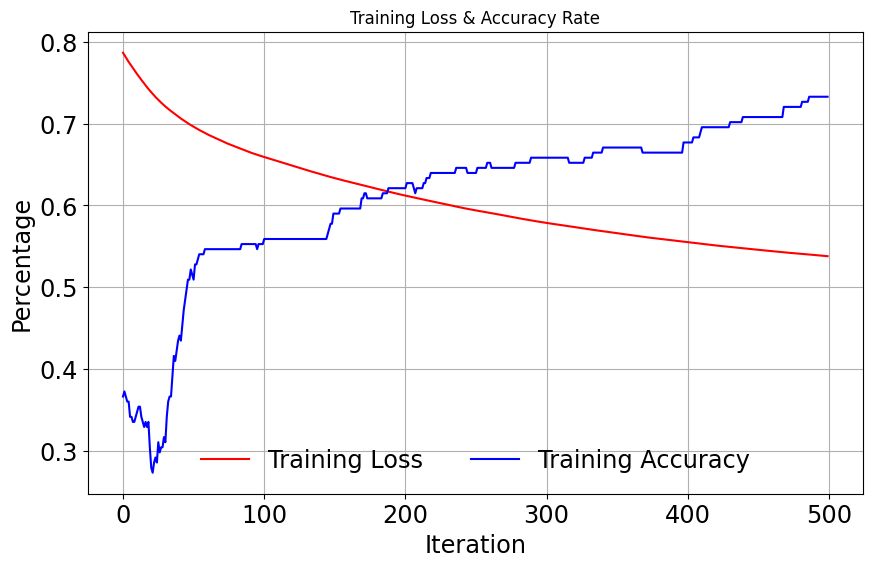 Training Loss & Accuracy Rate
0.8
0.7
0.6
0.5
0.4
0.3
Percentage
Training Loss
Training Accuracy
0 100 200 300 400 500
Iteration